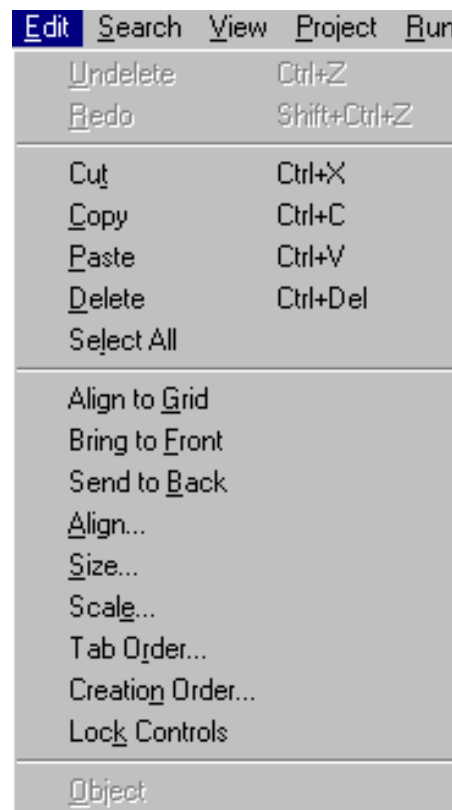 Edit Search View Project Run
Undelete Ctrl+Z
Redo Shift+Ctrl+Z
Cut Ctrl+X
Copy Ctrl+C
Paste Ctrl+V
Delete Ctrl+Del
Select All
Align to Grid
Bring to Front
Send to Back
Align...
Size...
Scale...
Tab Order...
Creation Order...
Lock Controls
Object